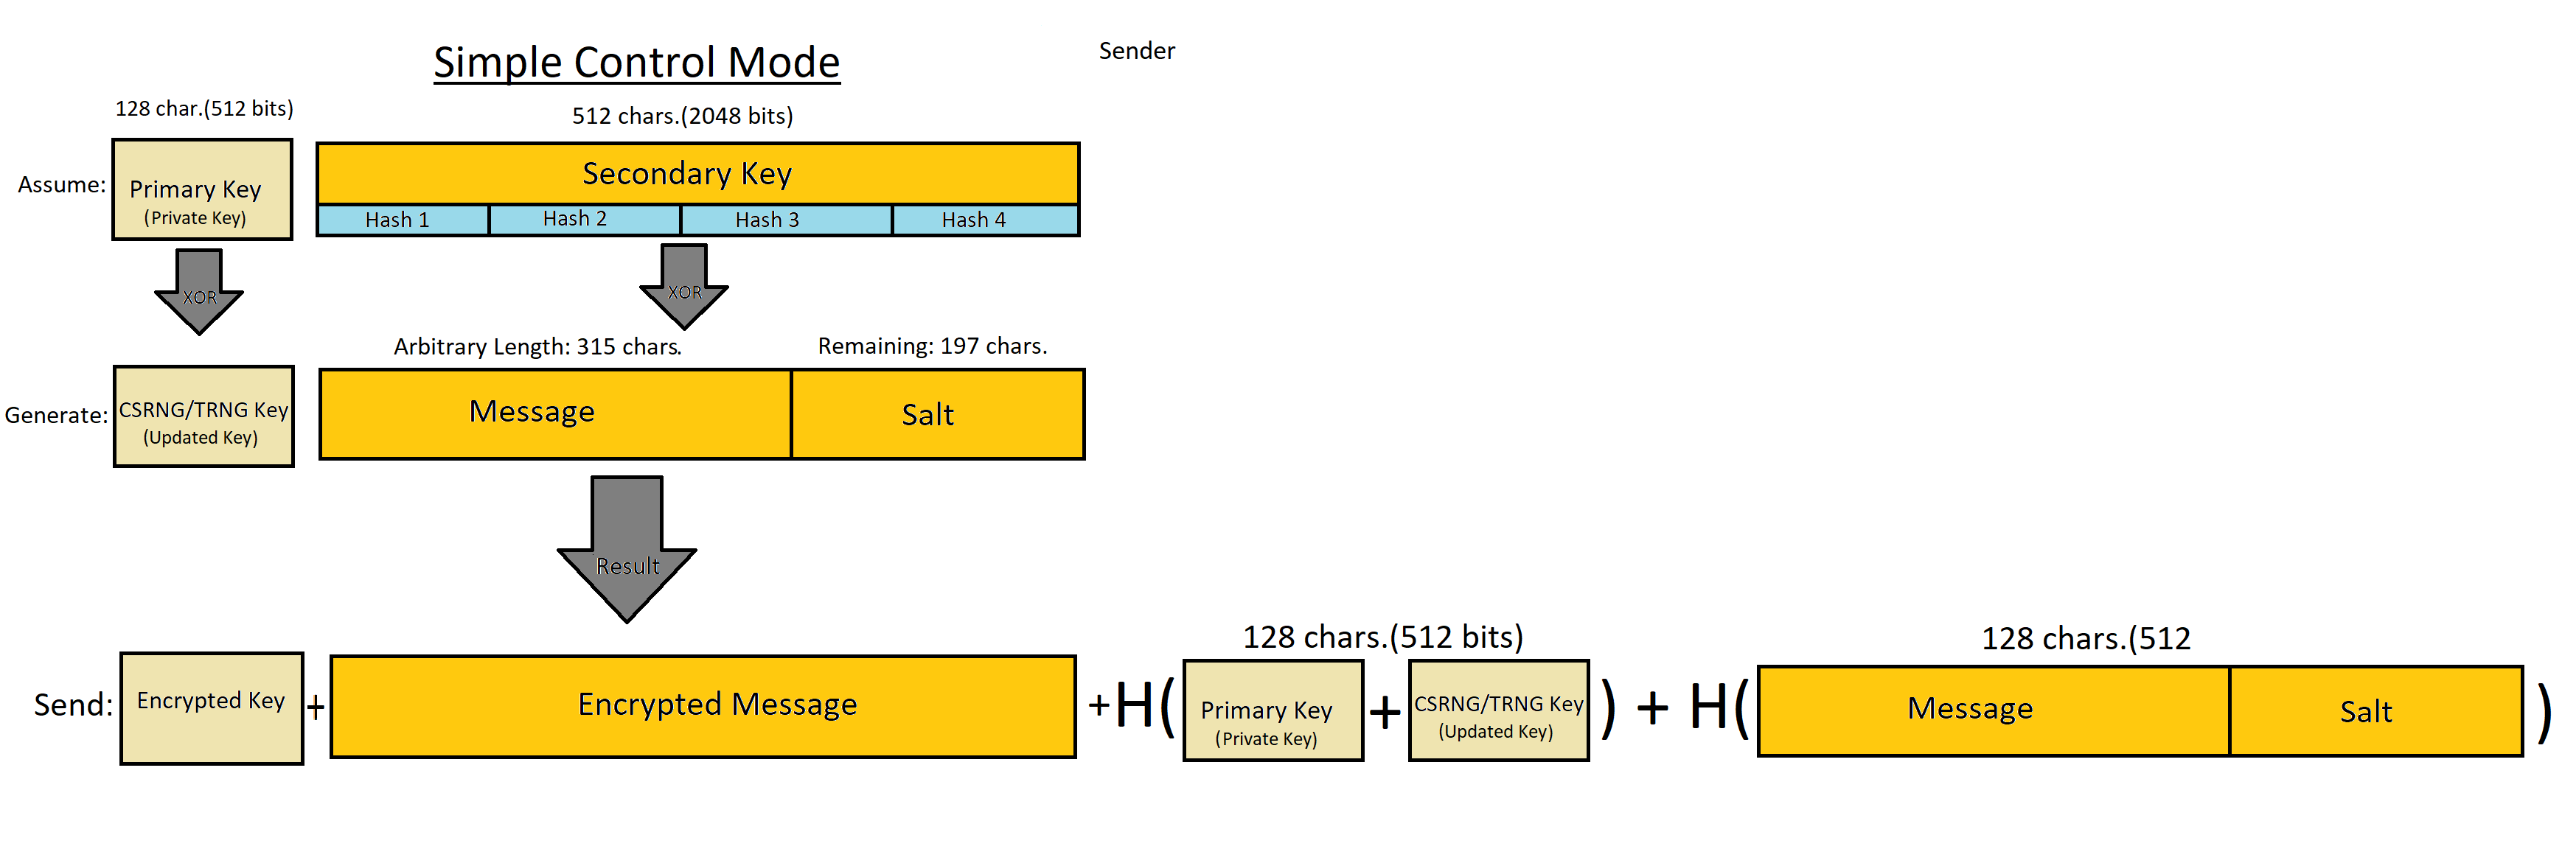 Simple Control Mode
Sender
128 char.(512 bits)
512 chars.(2048 bits)
Assume:
Primary Key
(Private Key)
Secondary Key
Hash 1
Hash 2
Hash 3
Hash 4
XOR
XOR
Arbitrary Length: 315 chars.
Remaining: 197 chars.
Generate:
CSRNG/TRNG Key
(Updated Key)
Message
Salt
Result
128 chars.(512 bits)
128 chars.(512
Send:
Encrypted Key
+
Encrypted Message
+H(
Primary Key
(Private Key)
+
CSRNG/TRNG Key
(Updated Key)
) + H(
Message
Salt
)